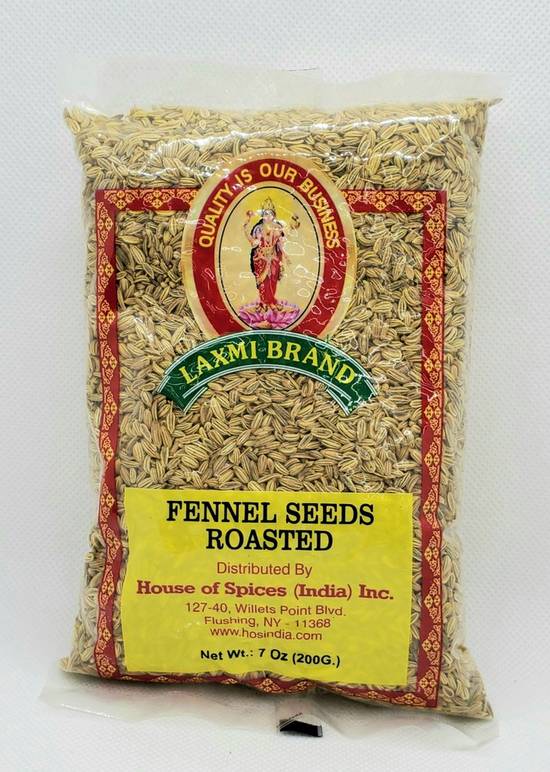 QUALITY IS OUR BUSINESS
LAXMI BRAND
FENNEL SEEDS
ROASTED
Distributed By
House of Spices (India) Inc.
127-40, Willets Point Blvd.
Flushing, NY - 11368
www.hosindia.com
Net Wt.: 7 Oz (200G.)